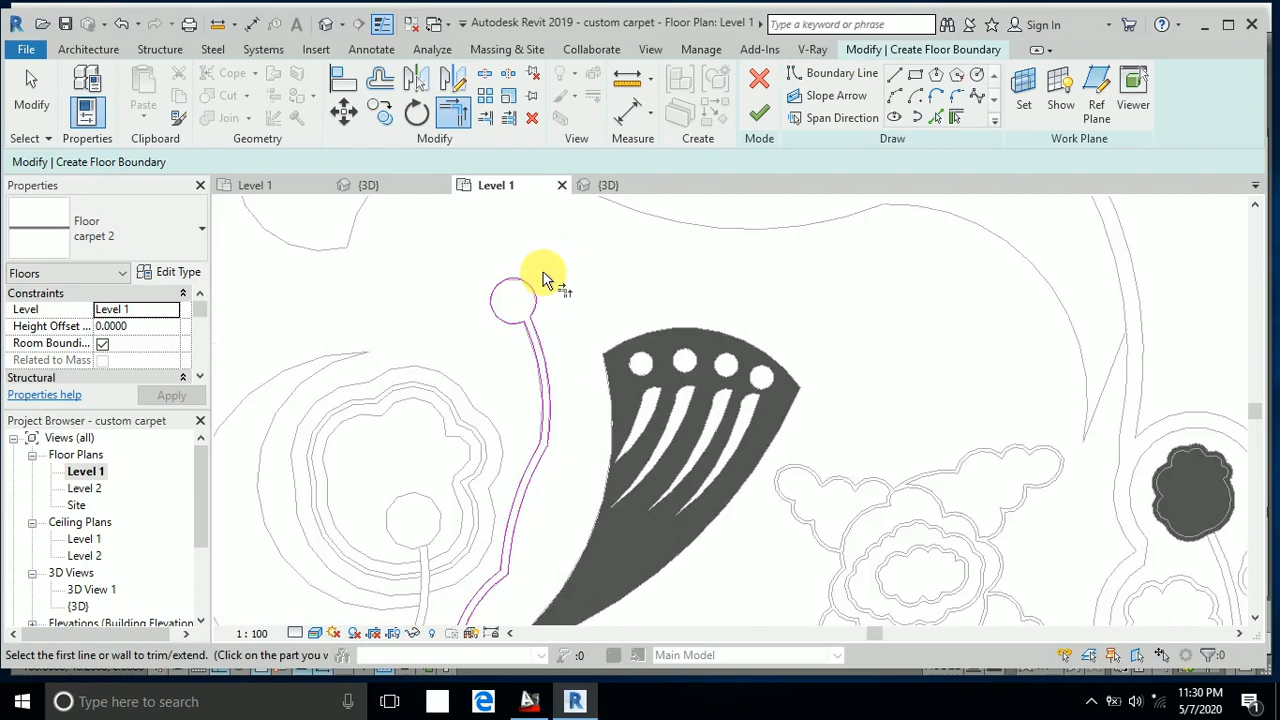 Autodesk Revit 2019 - custom carpet - Floor Plan: Level 1
Type a keyword or phrase
Sign In
File
Architecture
Structure
Steel
Systems
Insert
Annotate
Analyze
Massing & Site
Collaborate
View
Manage
Add-Ins
V-Ray
Modify | Create Floor Boundary
Modify
Properties
Paste
Cope
Cut
Join
Boundary Line
Slope Arrow
Span Direction
Set
Show
Ref
Plane
Viewer
Select
Properties
Clipboard
Geometry
Modify
View
Measure
Create
Mode
Draw
Work Plane
Modify | Create Floor Boundary
Properties
Level 1
{3D}
Level 1
{3D}
Floor
carpet 2
Floors
Edit Type
Constraints
Level
Level 1
Height Offset ...
0.0000
Room Boundi...
Related to Mass
Structural
Properties help
Apply
Project Browser - custom carpet
Views (all)
Floor Plans
Level 1
Level 2
Site
Ceiling Plans
Level 1
Level 2
3D Views
3D View 1
{3D}
Elevations (Building Elevation
1 : 100
Select the first line or wall to trim/extend. (Click on the part you v
:0
Main Model
:0
Type here to search
11:30 PM
5/7/2020
1